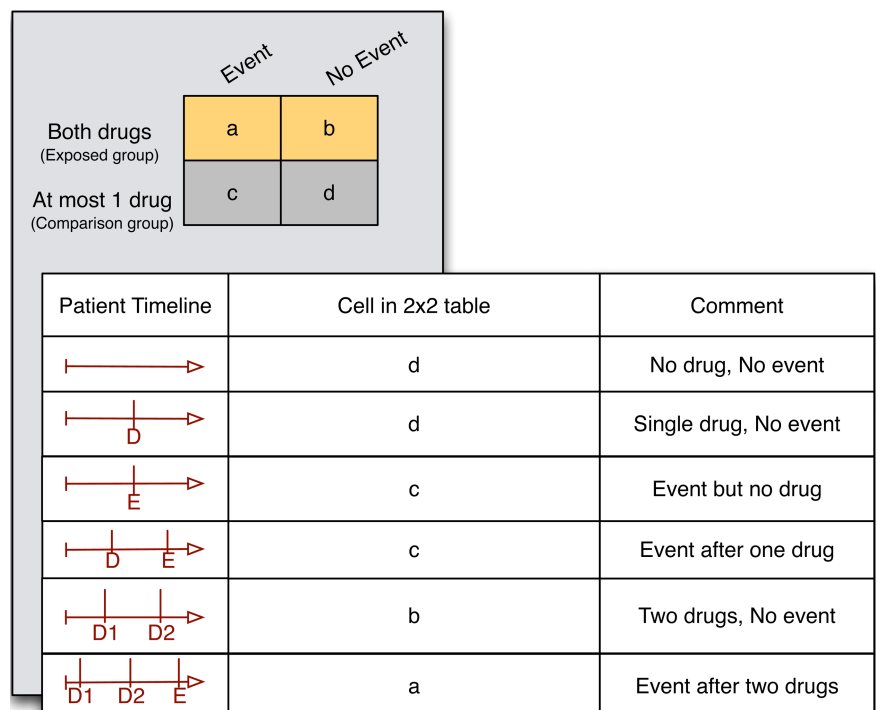 Event No Event
Both drugs a b
(Exposed group)
At most 1 drug c d
(Comparison group)
Patient Timeline Cell in 2x2 table Comment
d No drug, No event
D d Single drug, No event
E c Event but no drug
D E c Event after one drug
D1 D2 b Two drugs, No event
D1 D2 E a Event after two drugs